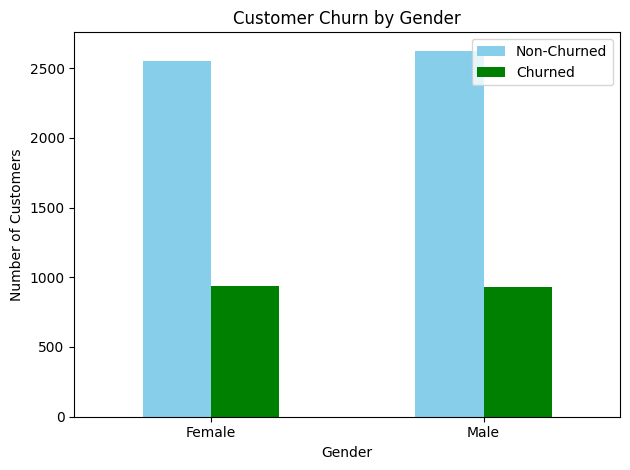 Customer Churn by Gender
Non-Churned
Churned
Number of Customers
2500
2000
1500
1000
500
0
Female
Male
Gender